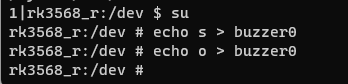 1|rk3568_r:/dev $ su
rk3568_r:/dev # echo s > buzzer0
rk3568_r:/dev # echo o > buzzer0
rk3568_r:/dev #